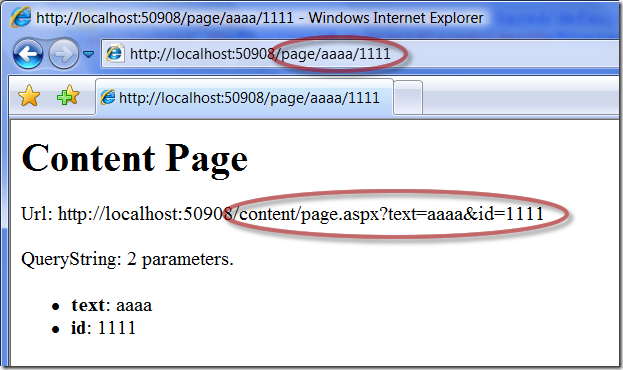 http://localhost:50908/page/aaaa/1111 - Windows Internet Explorer
http://localhost:50908/page/aaaa/1111
http://localhost:50908/page/aaaa/1111
Content Page
Url: http://localhost:50908/content/page.aspx?text=aaaa&id=1111
QueryString: 2 parameters.
• text: aaaa
• id: 1111